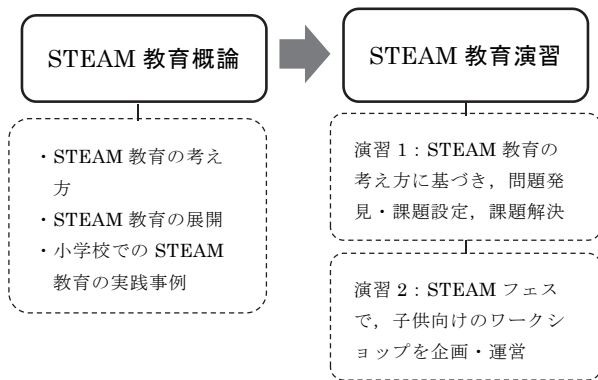 STEAM 教育概論
・STEAM 教育の考え
方
・STEAM 教育の展開
・小学校での STEAM
教育の実践事例
STEAM 教育演習
演習 1：STEAM 教育の
考え方に基づき，問題発
見・課題設定，課題解決
演習 2：STEAM フェス
で，子供向けのワークシ
ョップを企画・運営